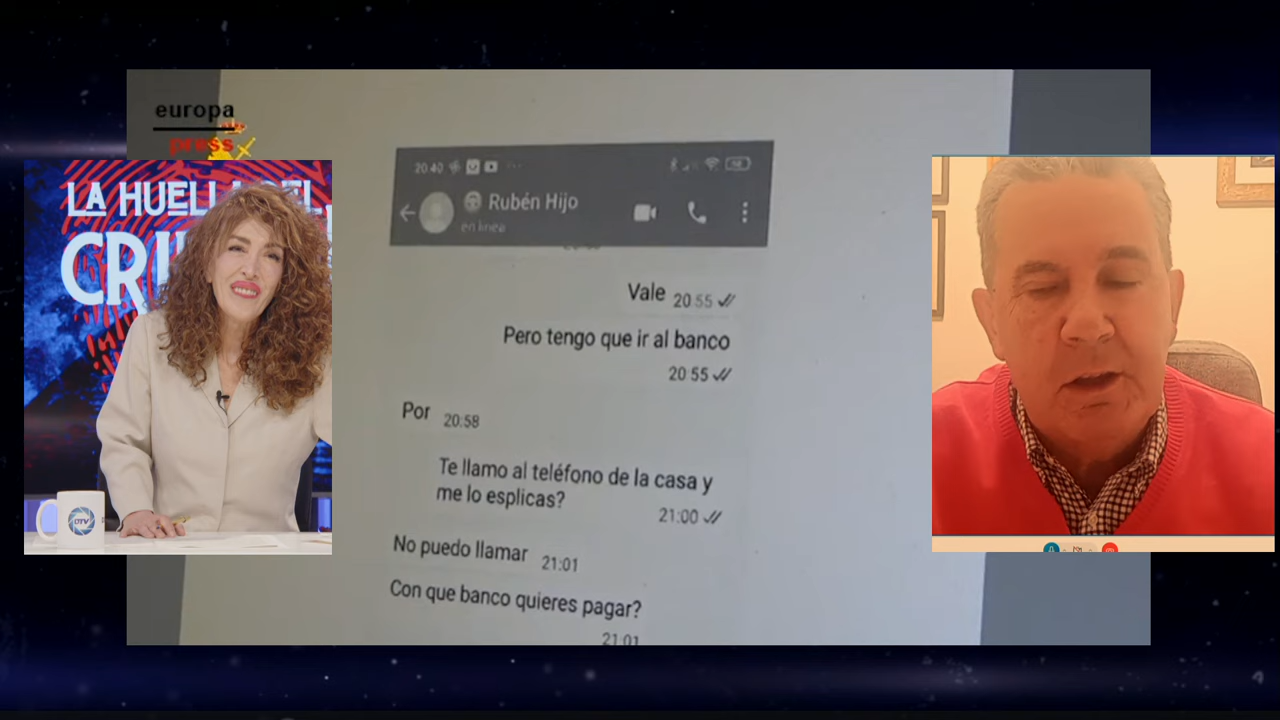 europa
press
LA HUELLA DEL
CRI
20:40
Rubén Hijo
en línea
Vale 20:55
Pero tengo que ir al banco
20:55
Por 20:58
Te llamo al teléfono de la casa y
me lo esplicas?
21:00
No puedo llamar 21:01
Con que banco quieres pagar?
21:01
DTV